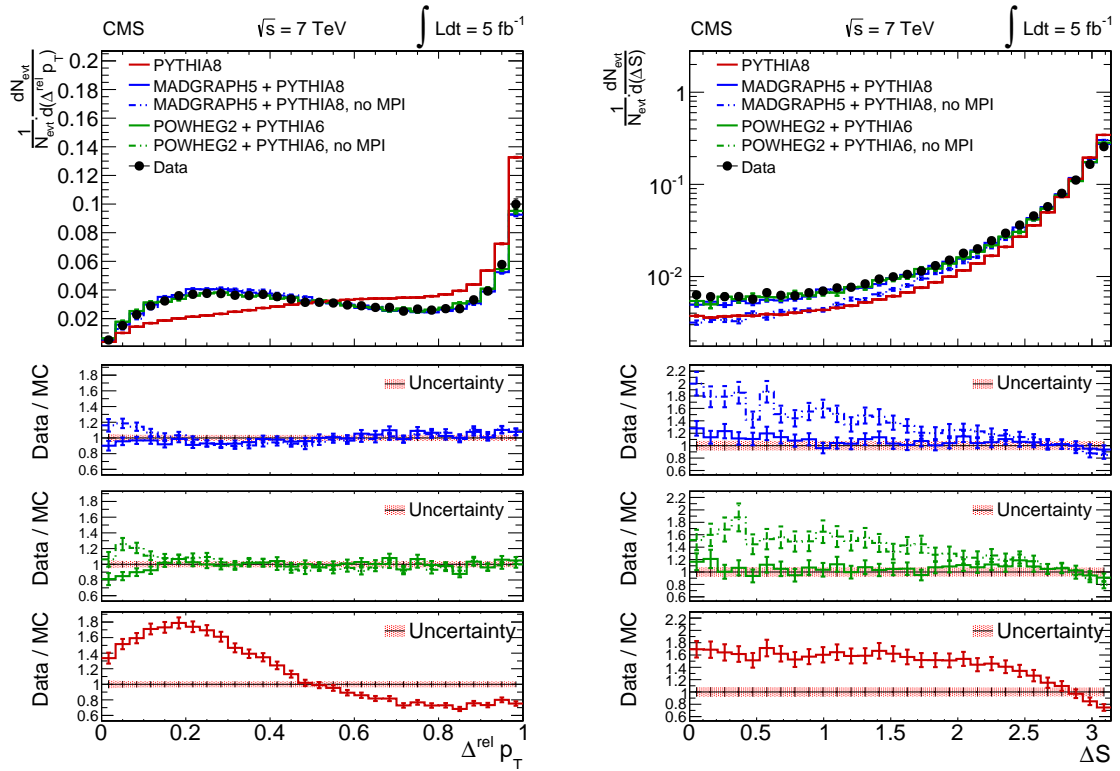 CMS √s = 7 TeV ∫ Ldt = 5 fb⁻¹
1/N_evt · dN_evt/d(Δ^rel p_T)
0.2
0.18
0.16
0.14
0.12
0.1
0.08
0.06
0.04
0.02
PYTHIA8
MADGRAPH5 + PYTHIA8
MADGRAPH5 + PYTHIA8, no MPI
POWHEG2 + PYTHIA6
POWHEG2 + PYTHIA6, no MPI
Data
Data / MC
1.8
1.6
1.4
1.2
1
0.8
0.6
Uncertainty
Data / MC
1.8
1.6
1.4
1.2
1
0.8
0.6
Uncertainty
Data / MC
1.8
1.6
1.4
1.2
1
0.8
0.6
Uncertainty
0 0.2 0.4 0.6 0.8 1
Δ^rel p_T
CMS √s = 7 TeV ∫ Ldt = 5 fb⁻¹
1/N_evt · dN_evt/d(ΔS)
1
10⁻¹
10⁻²
PYTHIA8
MADGRAPH5 + PYTHIA8
MADGRAPH5 + PYTHIA8, no MPI
POWHEG2 + PYTHIA6
POWHEG2 + PYTHIA6, no MPI
Data
Data / MC
2.2
2
1.8
1.6
1.4
1.2
1
0.8
0.6
Uncertainty
Data / MC
2.2
2
1.8
1.6
1.4
1.2
1
0.8
0.6
Uncertainty
Data / MC
2.2
2
1.8
1.6
1.4
1.2
1
0.8
0.6
Uncertainty
0 0.5 1 1.5 2 2.5 3
ΔS